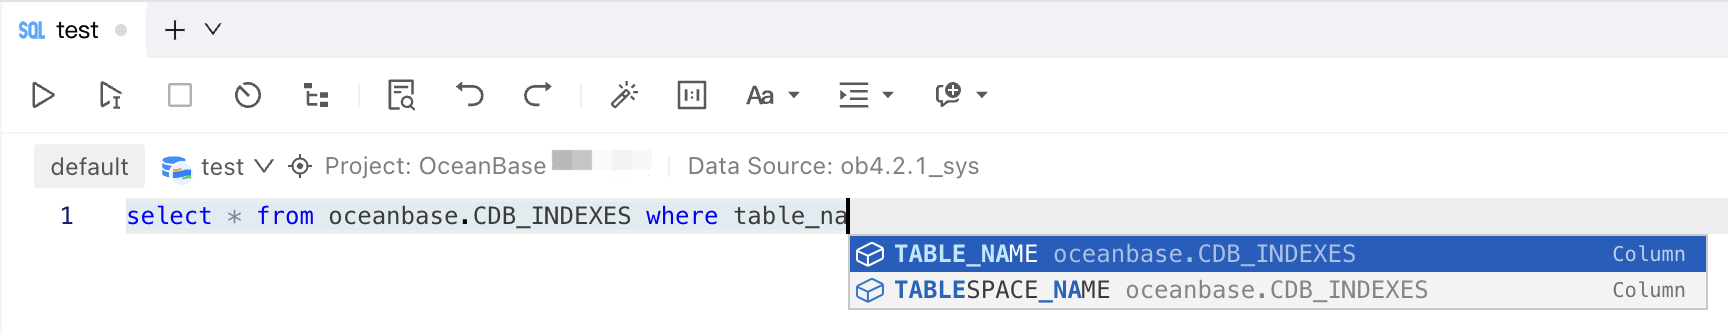 SQL test
Aa
default test Project: OceanBase Data Source: ob4.2.1_sys
1 select * from oceanbase.CDB_INDEXES where table_na
TABLE_NAME oceanbase.CDB_INDEXES Column
TABLESPACE_NAME oceanbase.CDB_INDEXES Column